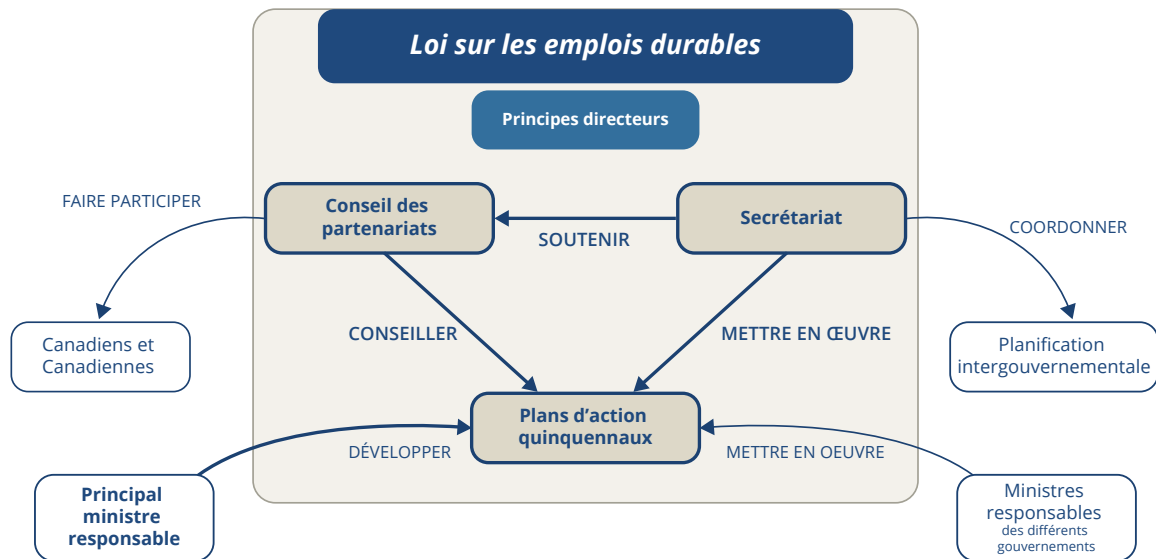 Loi sur les emplois durables
Principes directeurs
FAIRE PARTICIPER
Conseil des
partenariats
SOUTENIR
Secrétariat
COORDONNER
Canadiens et
Canadiennes
CONSEILLER
METTRE EN ŒUVRE
Planification
intergouvernementale
Plans d’action
quinquennaux
DÉVELOPPER
METTRE EN OEUVRE
Principal
ministre
responsable
Ministres
responsables
des différents
gouvernements